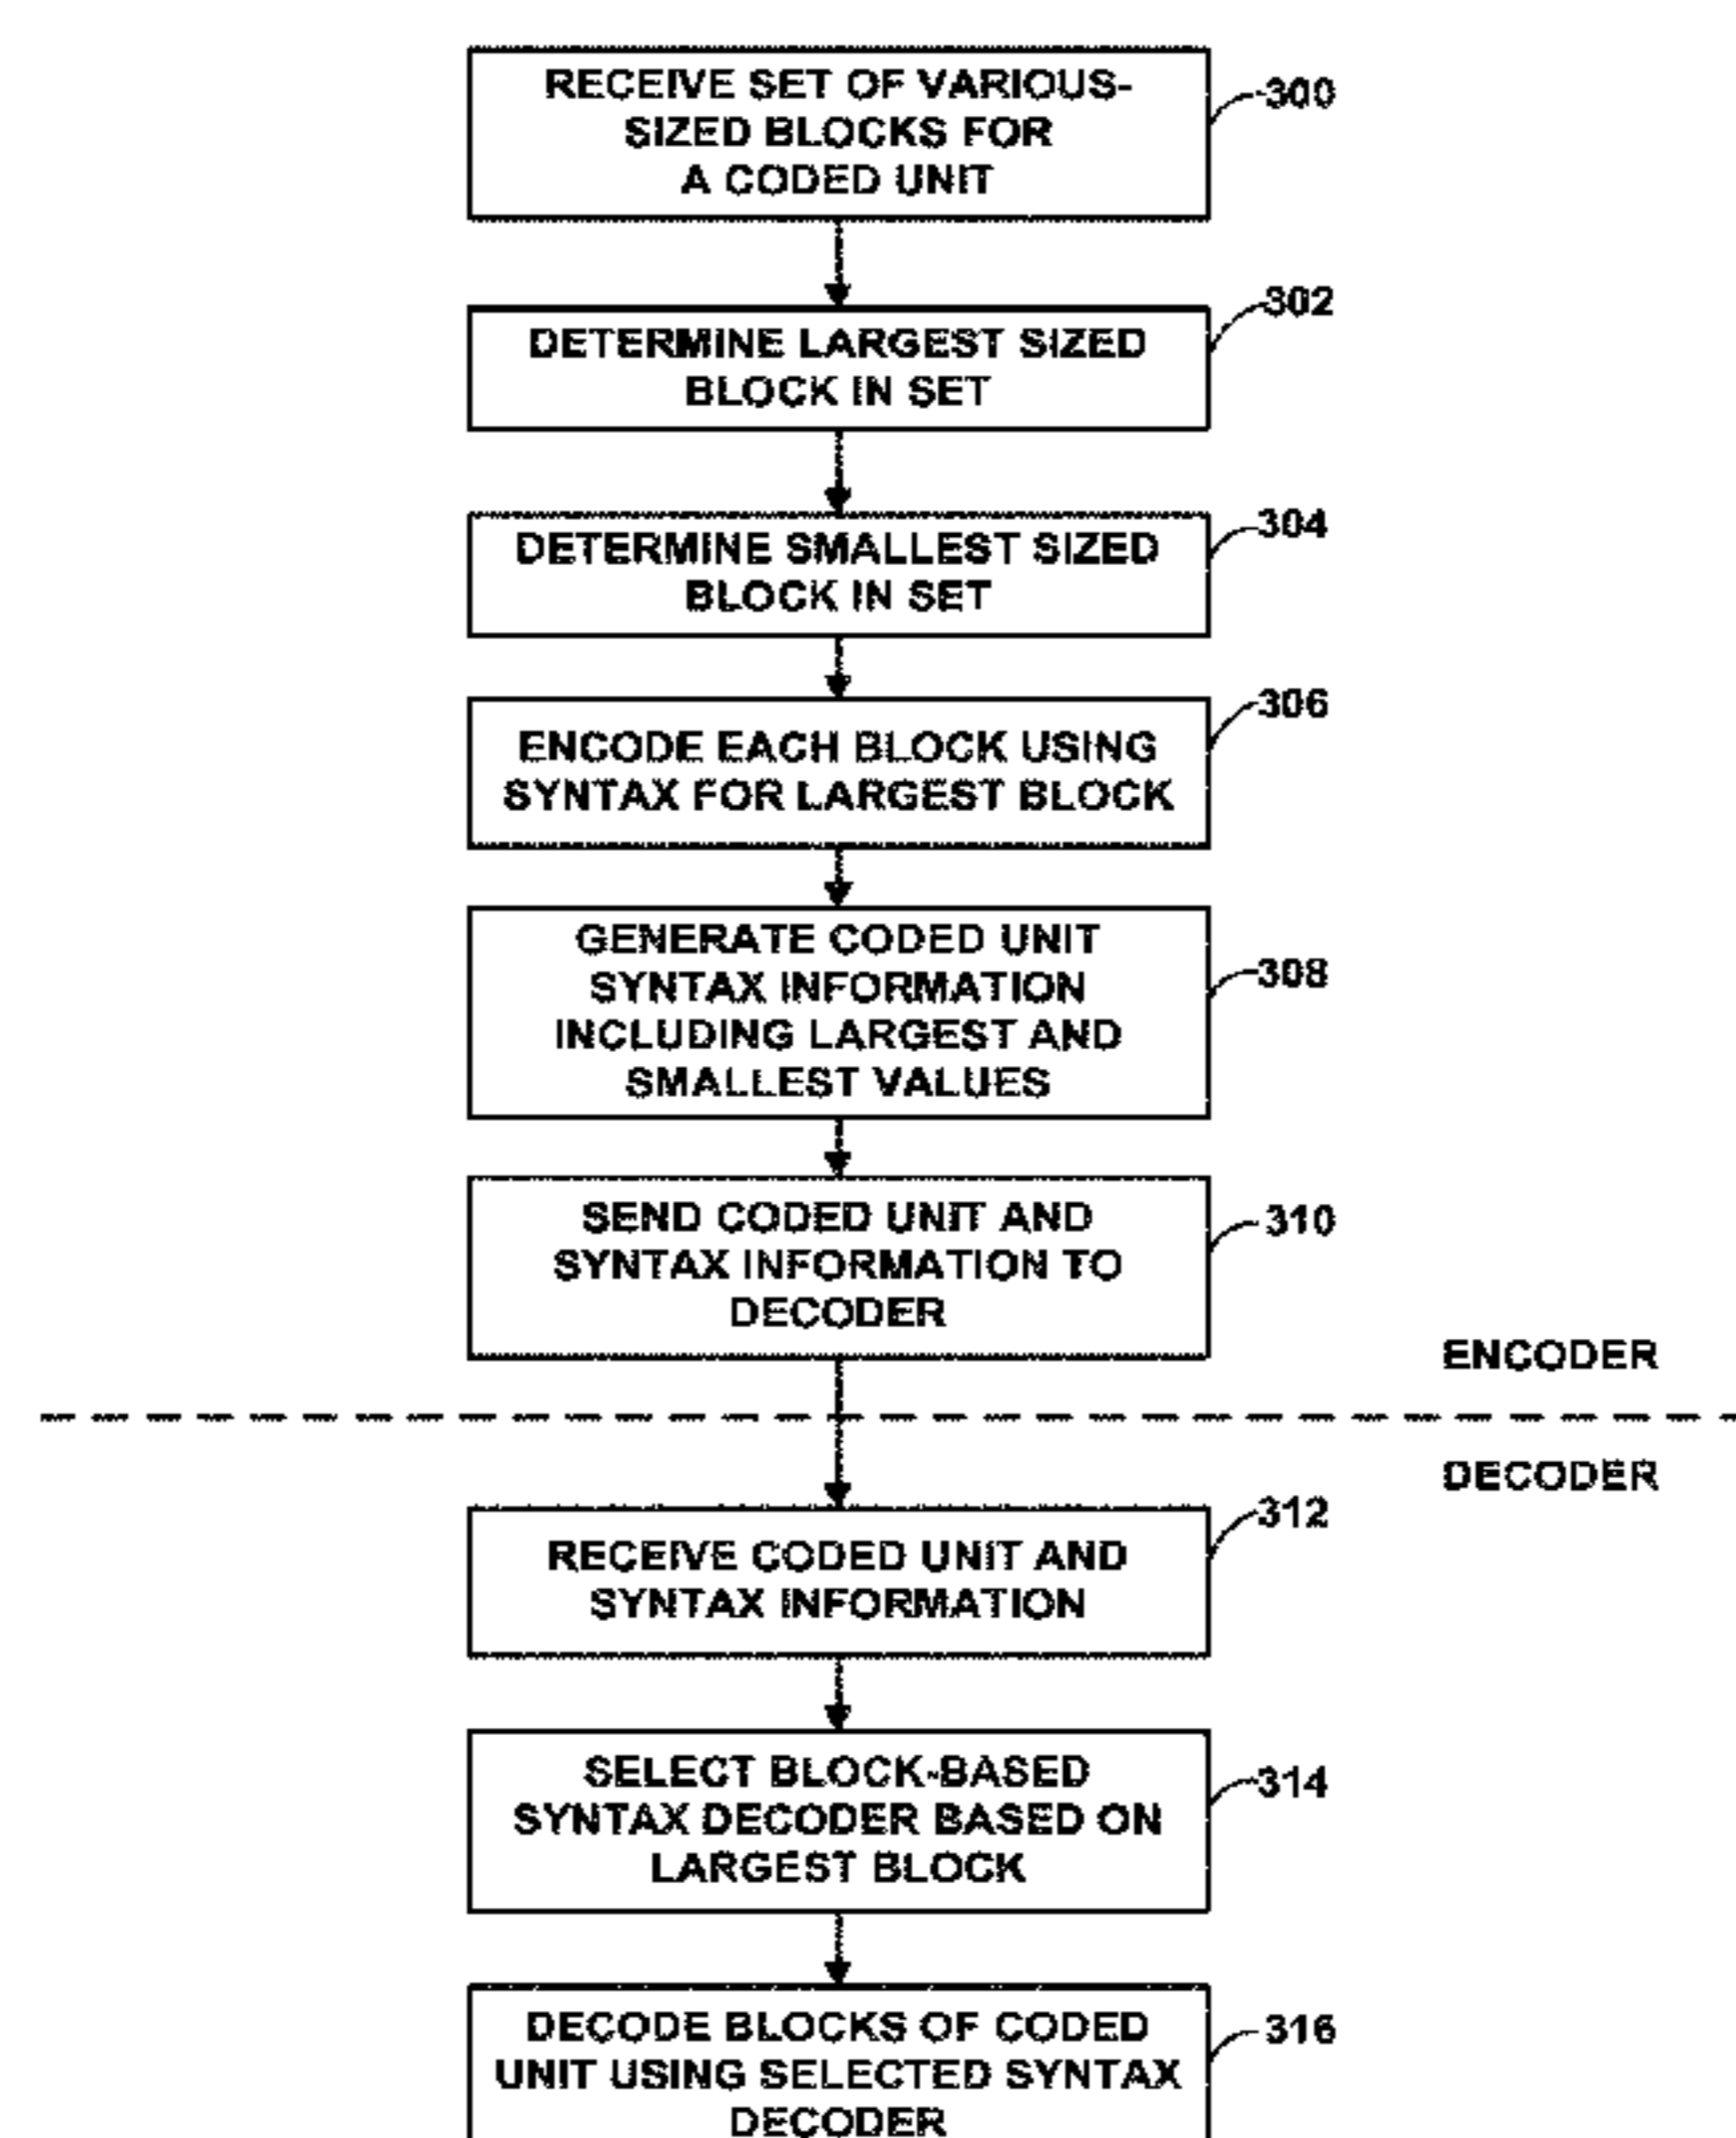 RECEIVE SET OF VARIOUS-
SIZED BLOCKS FOR
A CODED UNIT
300
DETERMINE LARGEST SIZED
BLOCK IN SET
302
DETERMINE SMALLEST SIZED
BLOCK IN SET
304
ENCODE EACH BLOCK USING
SYNTAX FOR LARGEST BLOCK
306
GENERATE CODED UNIT
SYNTAX INFORMATION
INCLUDING LARGEST AND
SMALLEST VALUES
308
SEND CODED UNIT AND
SYNTAX INFORMATION TO
DECODER
310
ENCODER
DECODER
RECEIVE CODED UNIT AND
SYNTAX INFORMATION
312
SELECT BLOCK-BASED
SYNTAX DECODER BASED ON
LARGEST BLOCK
314
DECODE BLOCKS OF CODED
UNIT USING SELECTED SYNTAX
DECODER
316